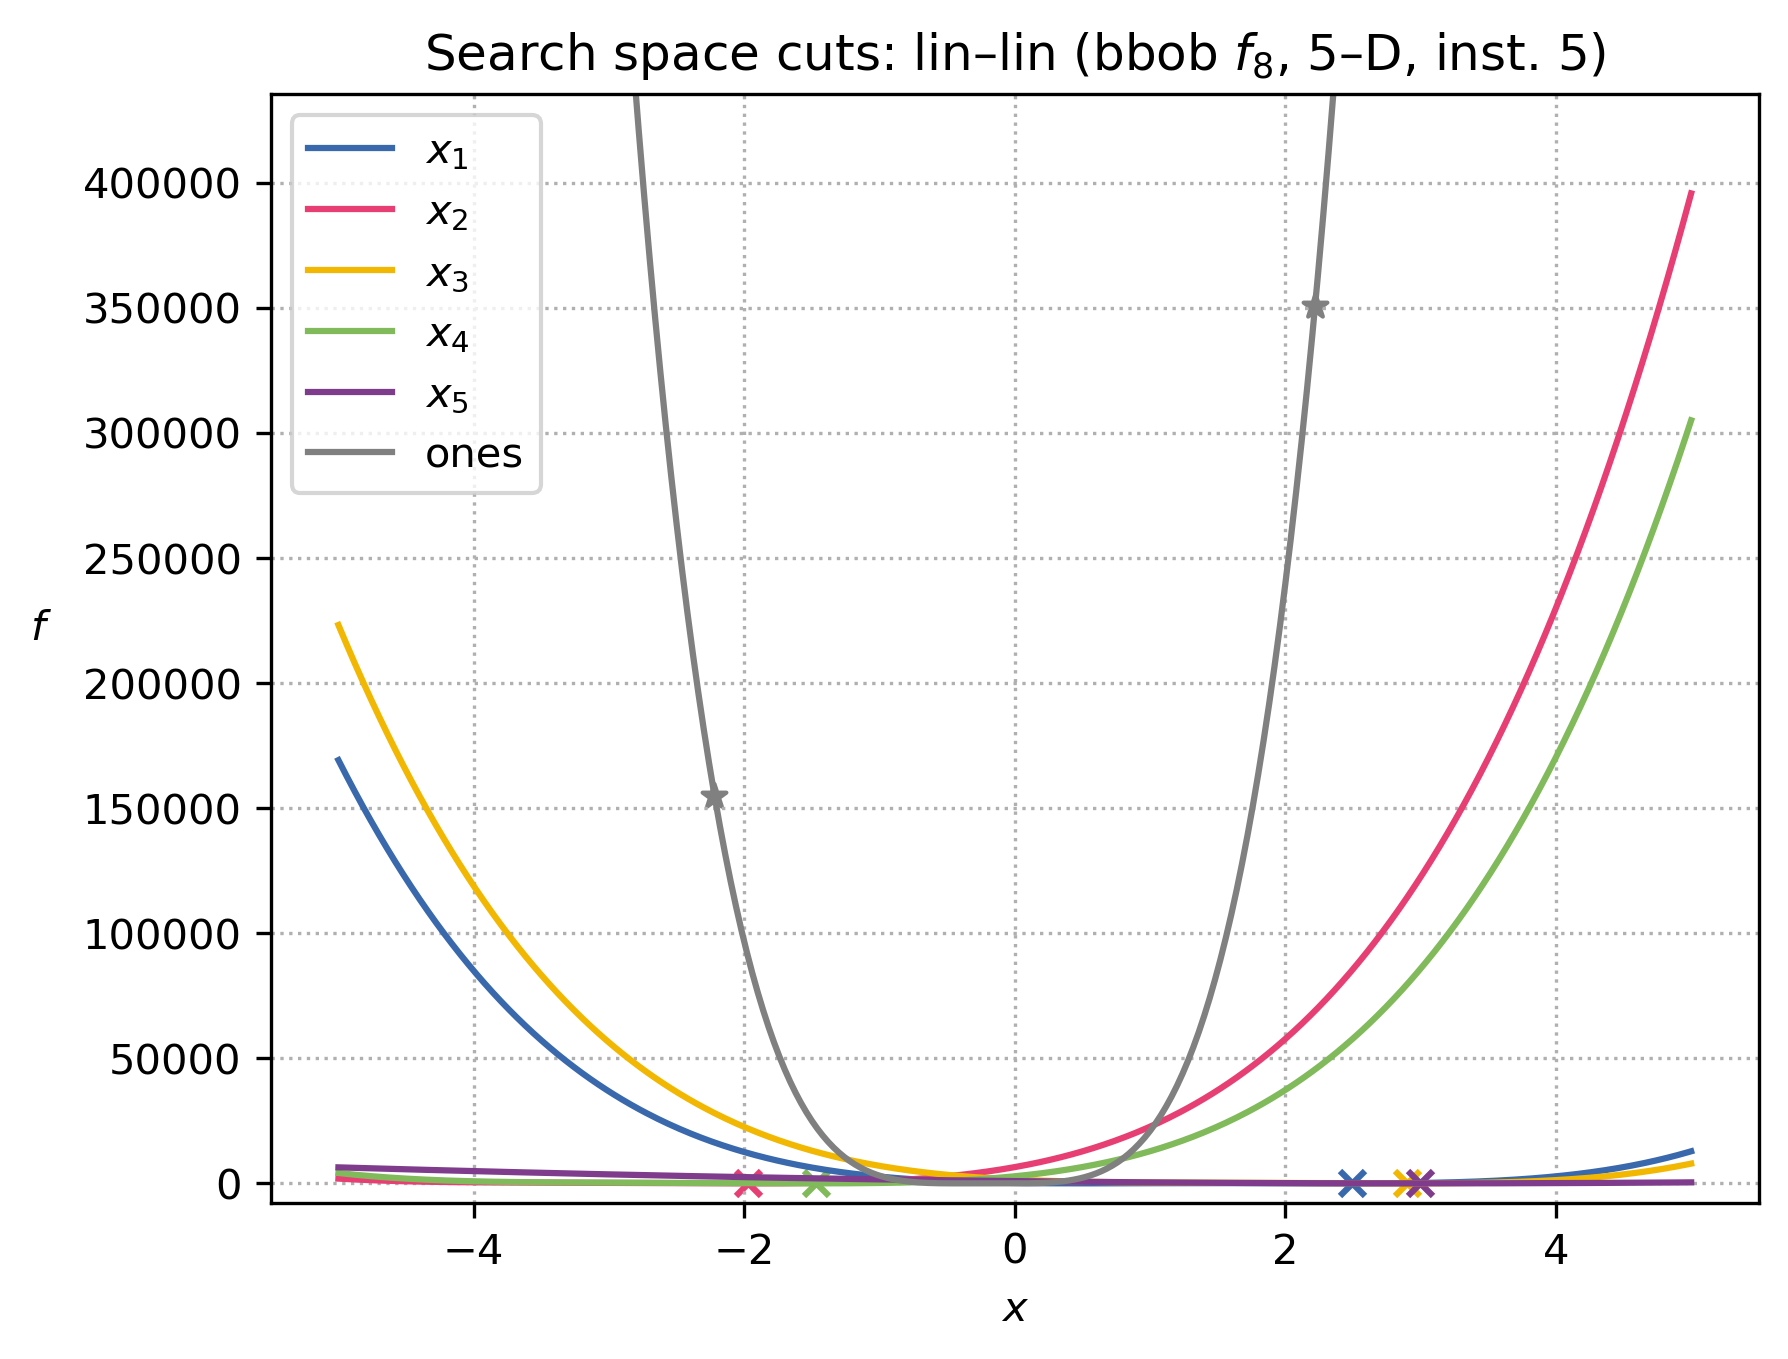 Search space cuts: lin–lin (bbob f₈, 5–D, inst. 5)
x₁
x₂
x₃
x₄
x₅
ones
400000
350000
300000
250000
200000
150000
100000
50000
0
f
−4 −2 0 2 4
x